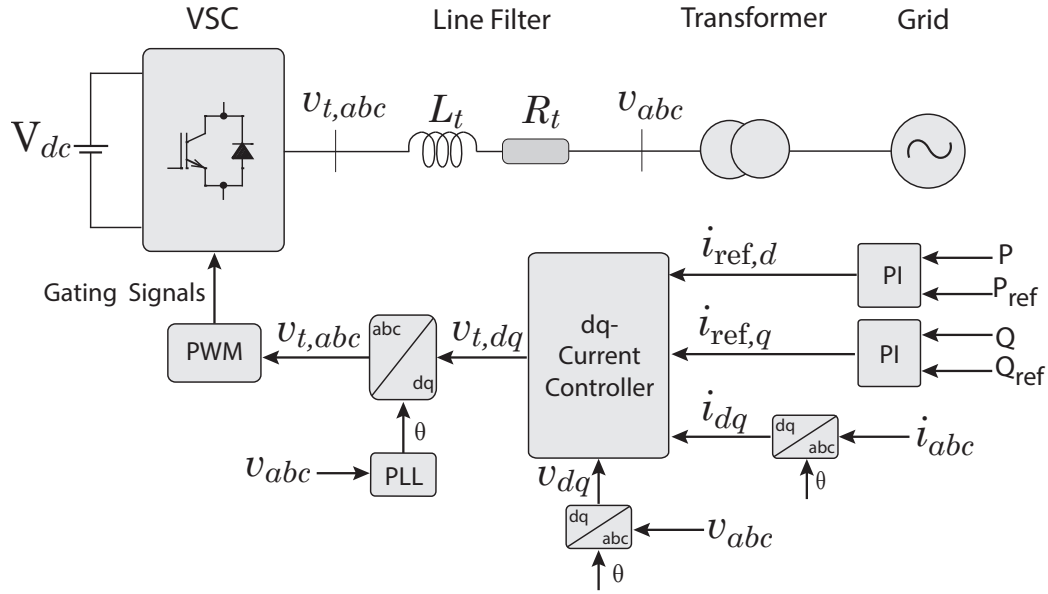 VSC
Line Filter
Transformer
Grid
V_dc
v_t,abc
L_t
R_t
v_abc
Gating Signals
PWM
v_t,abc
abc
dq
v_t,dq
θ
v_abc
PLL
dq-
Current
Controller
i_ref,d
PI
P
P_ref
i_ref,q
PI
Q
Q_ref
i_dq
dq
abc
i_abc
θ
v_dq
dq
abc
v_abc
θ